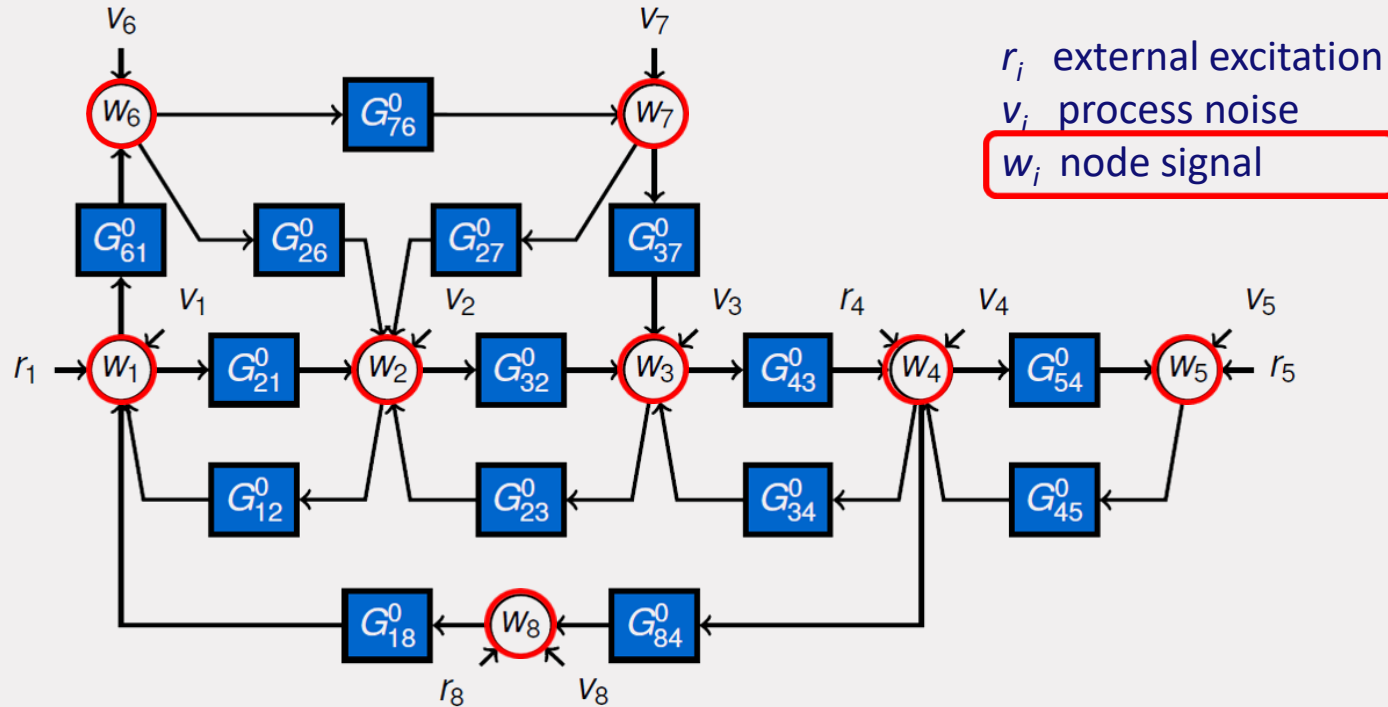 v6 v7
ri external excitation
vi process noise
wi node signal
w6 G⁰76 w7
G⁰61 G⁰26 G⁰27 G⁰37
v1 v2 v3 r4 v4 v5
r1 w1 G⁰21 w2 G⁰32 w3 G⁰43 w4 G⁰54 w5 r5
G⁰12 G⁰23 G⁰34 G⁰45
G⁰18 w8 G⁰84
r8 v8